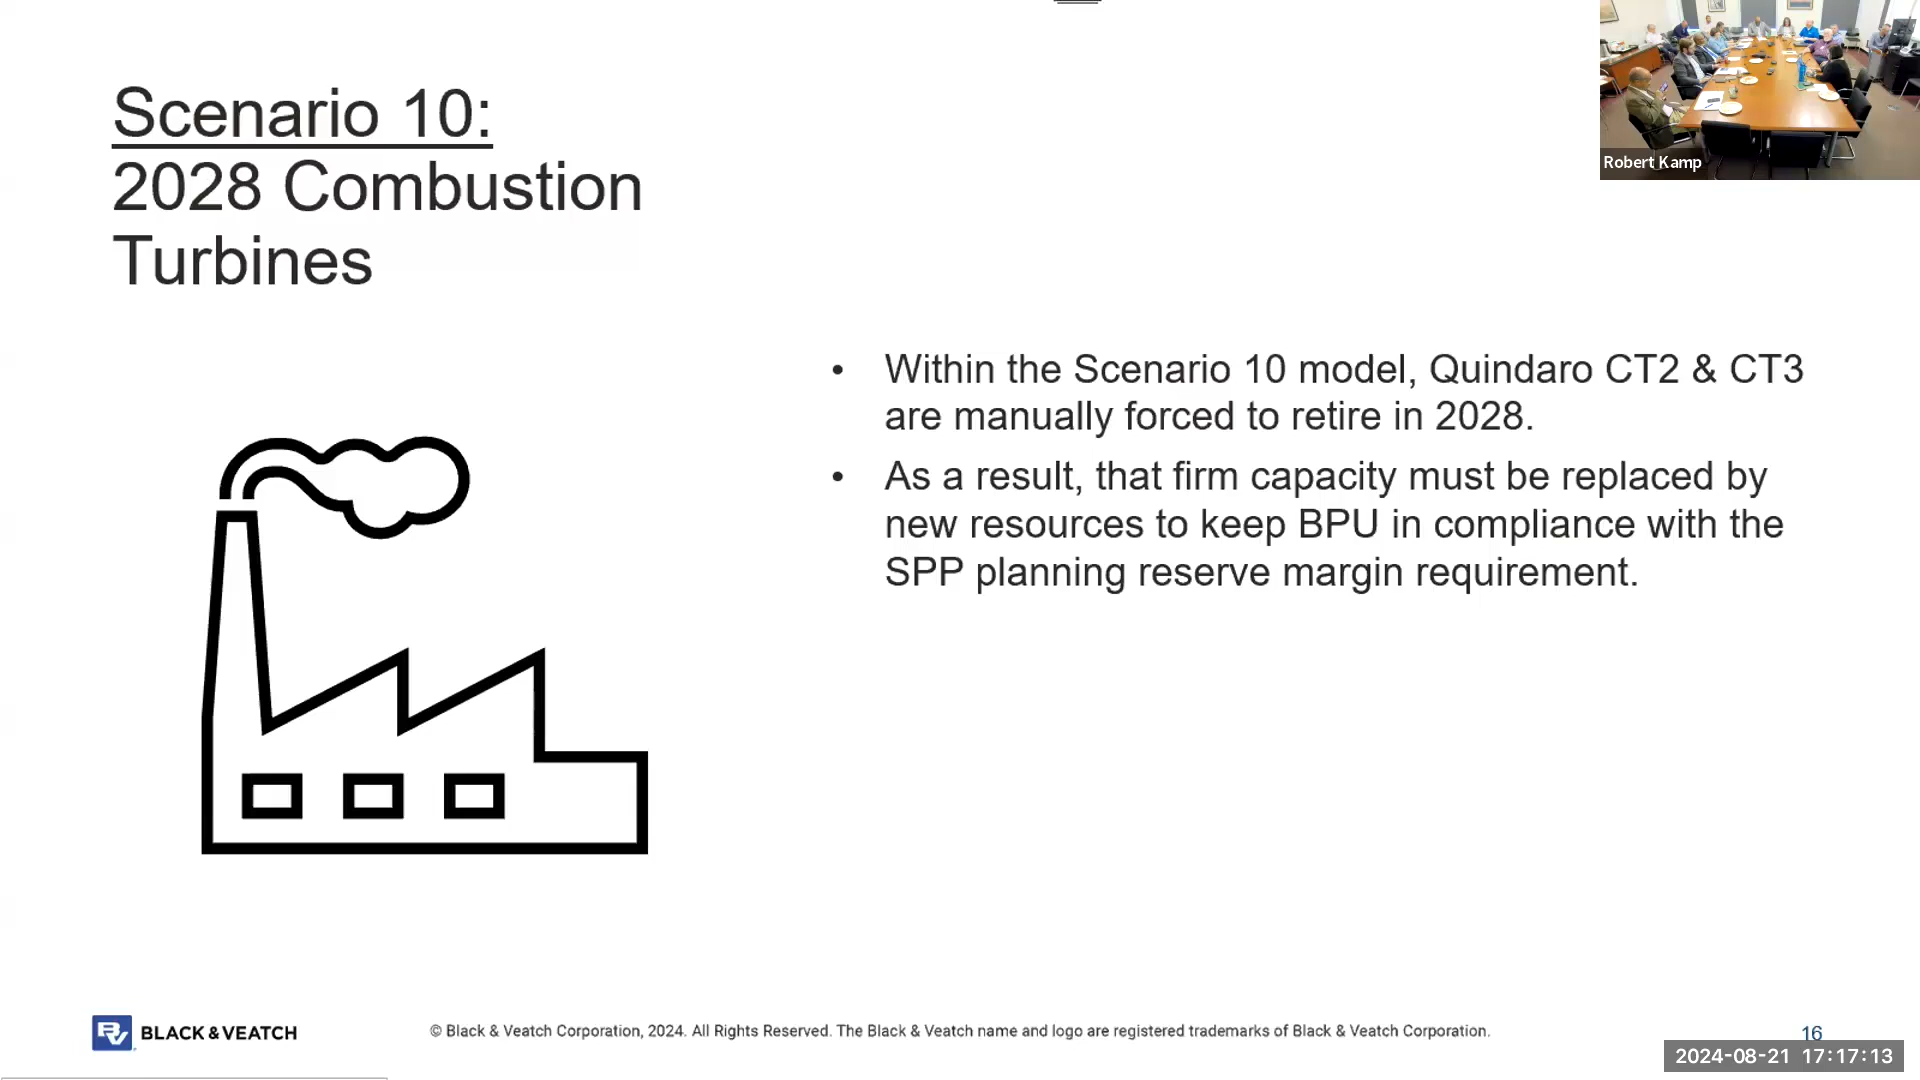 Scenario 10:
2028 Combustion
Turbines
• Within the Scenario 10 model, Quindaro CT2 & CT3
are manually forced to retire in 2028.
• As a result, that firm capacity must be replaced by
new resources to keep BPU in compliance with the
SPP planning reserve margin requirement.
Robert Kamp
BV BLACK & VEATCH
© Black & Veatch Corporation, 2024. All Rights Reserved. The Black & Veatch name and logo are registered trademarks of Black & Veatch Corporation.
16
2024-08-21 17:17:13